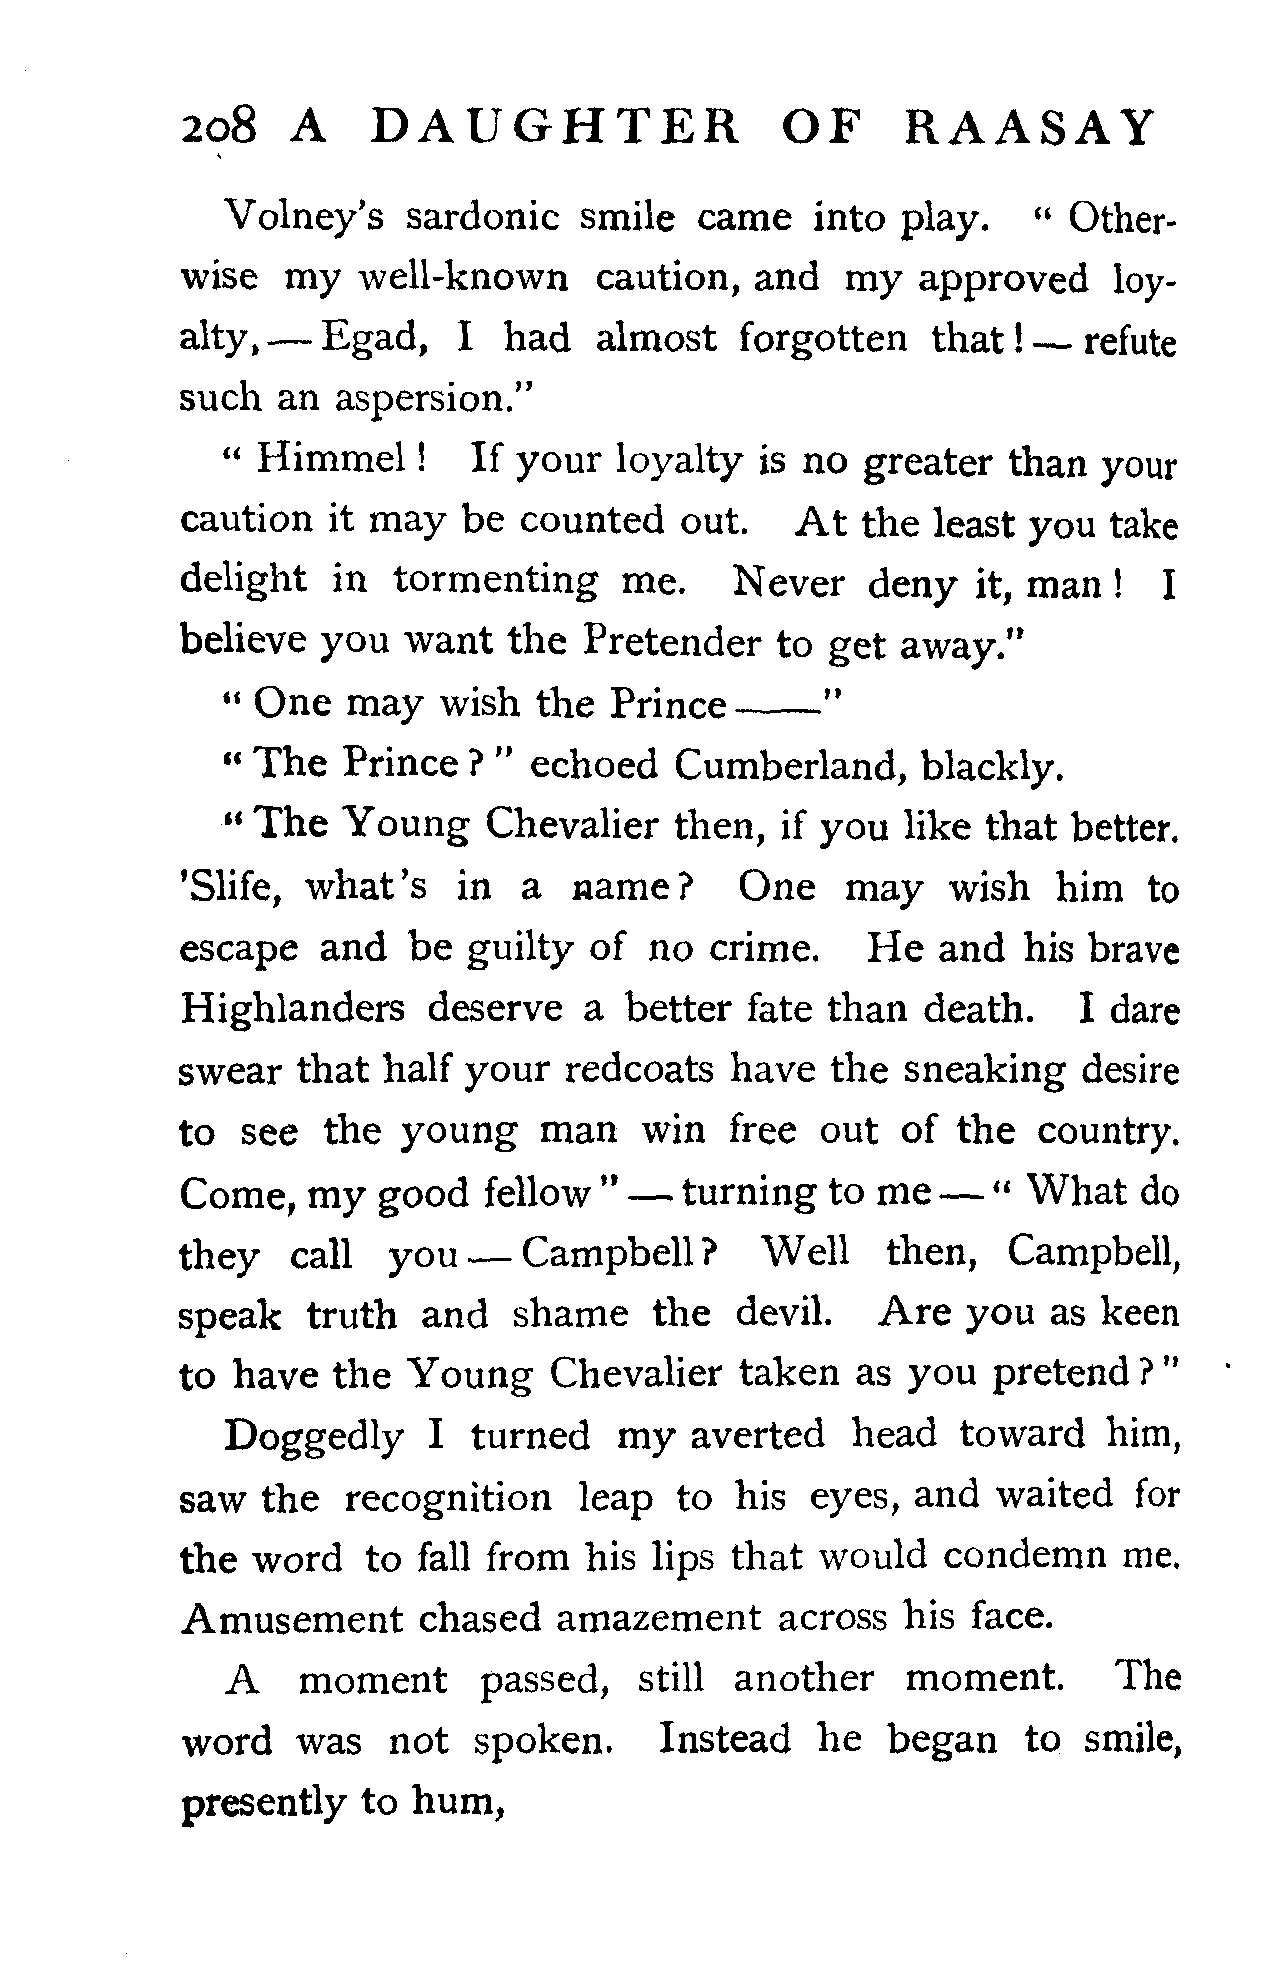 208 A DAUGHTER OF RAASAY
Volney's sardonic smile came into play. " Other-
wise my well-known caution, and my approved loy-
alty, — Egad, I had almost forgotten that ! — refute
such an aspersion."
" Himmel ! If your loyalty is no greater than your
caution it may be counted out. At the least you take
delight in tormenting me. Never deny it, man ! I
believe you want the Pretender to get away."
" One may wish the Prince ——"
" The Prince ? " echoed Cumberland, blackly.
" The Young Chevalier then, if you like that better.
'Slife, what's in a name ? One may wish him to
escape and be guilty of no crime. He and his brave
Highlanders deserve a better fate than death. I dare
swear that half your redcoats have the sneaking desire
to see the young man win free out of the country.
Come, my good fellow " — turning to me — " What do
they call you — Campbell ? Well then, Campbell,
speak truth and shame the devil. Are you as keen
to have the Young Chevalier taken as you pretend ? "
Doggedly I turned my averted head toward him,
saw the recognition leap to his eyes, and waited for
the word to fall from his lips that would condemn me.
Amusement chased amazement across his face.
A moment passed, still another moment. The
word was not spoken. Instead he began to smile,
presently to hum,